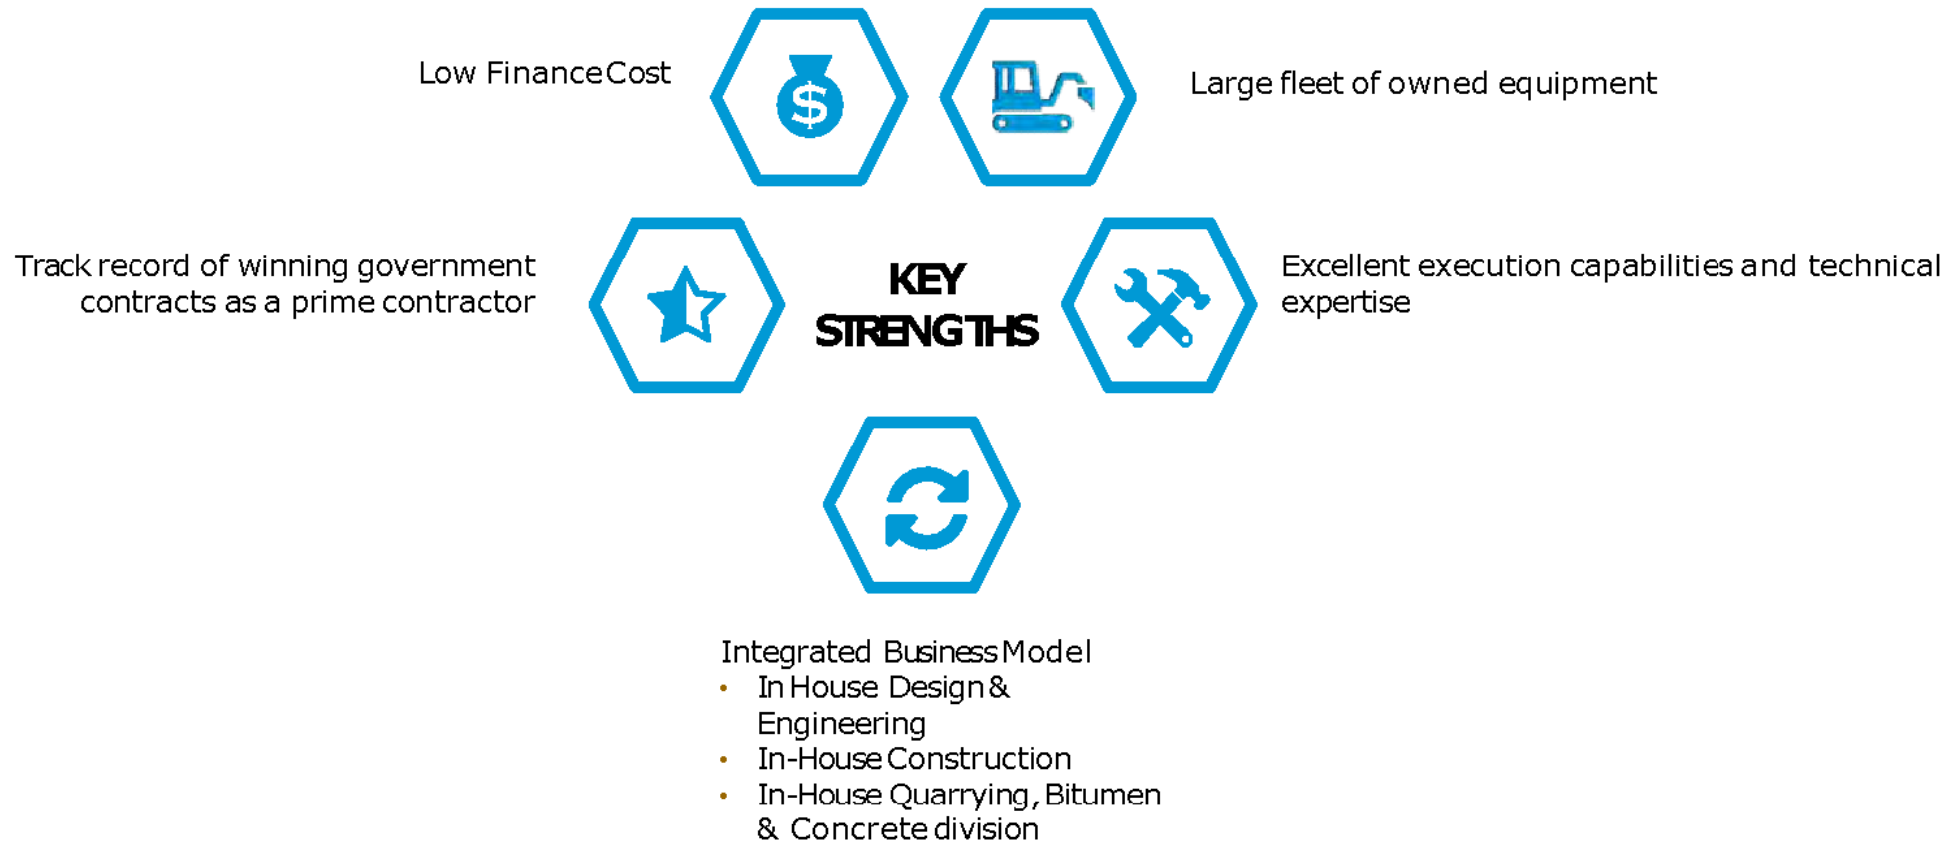 Low Finance Cost
Large fleet of owned equipment
Track record of winning government
contracts as a prime contractor
KEY
STRENGTHS
Excellent execution capabilities and technical
expertise
$
Integrated Business Model
• In House Design &
Engineering
• In-House Construction
• In-House Quarrying, Bitumen
& Concrete division